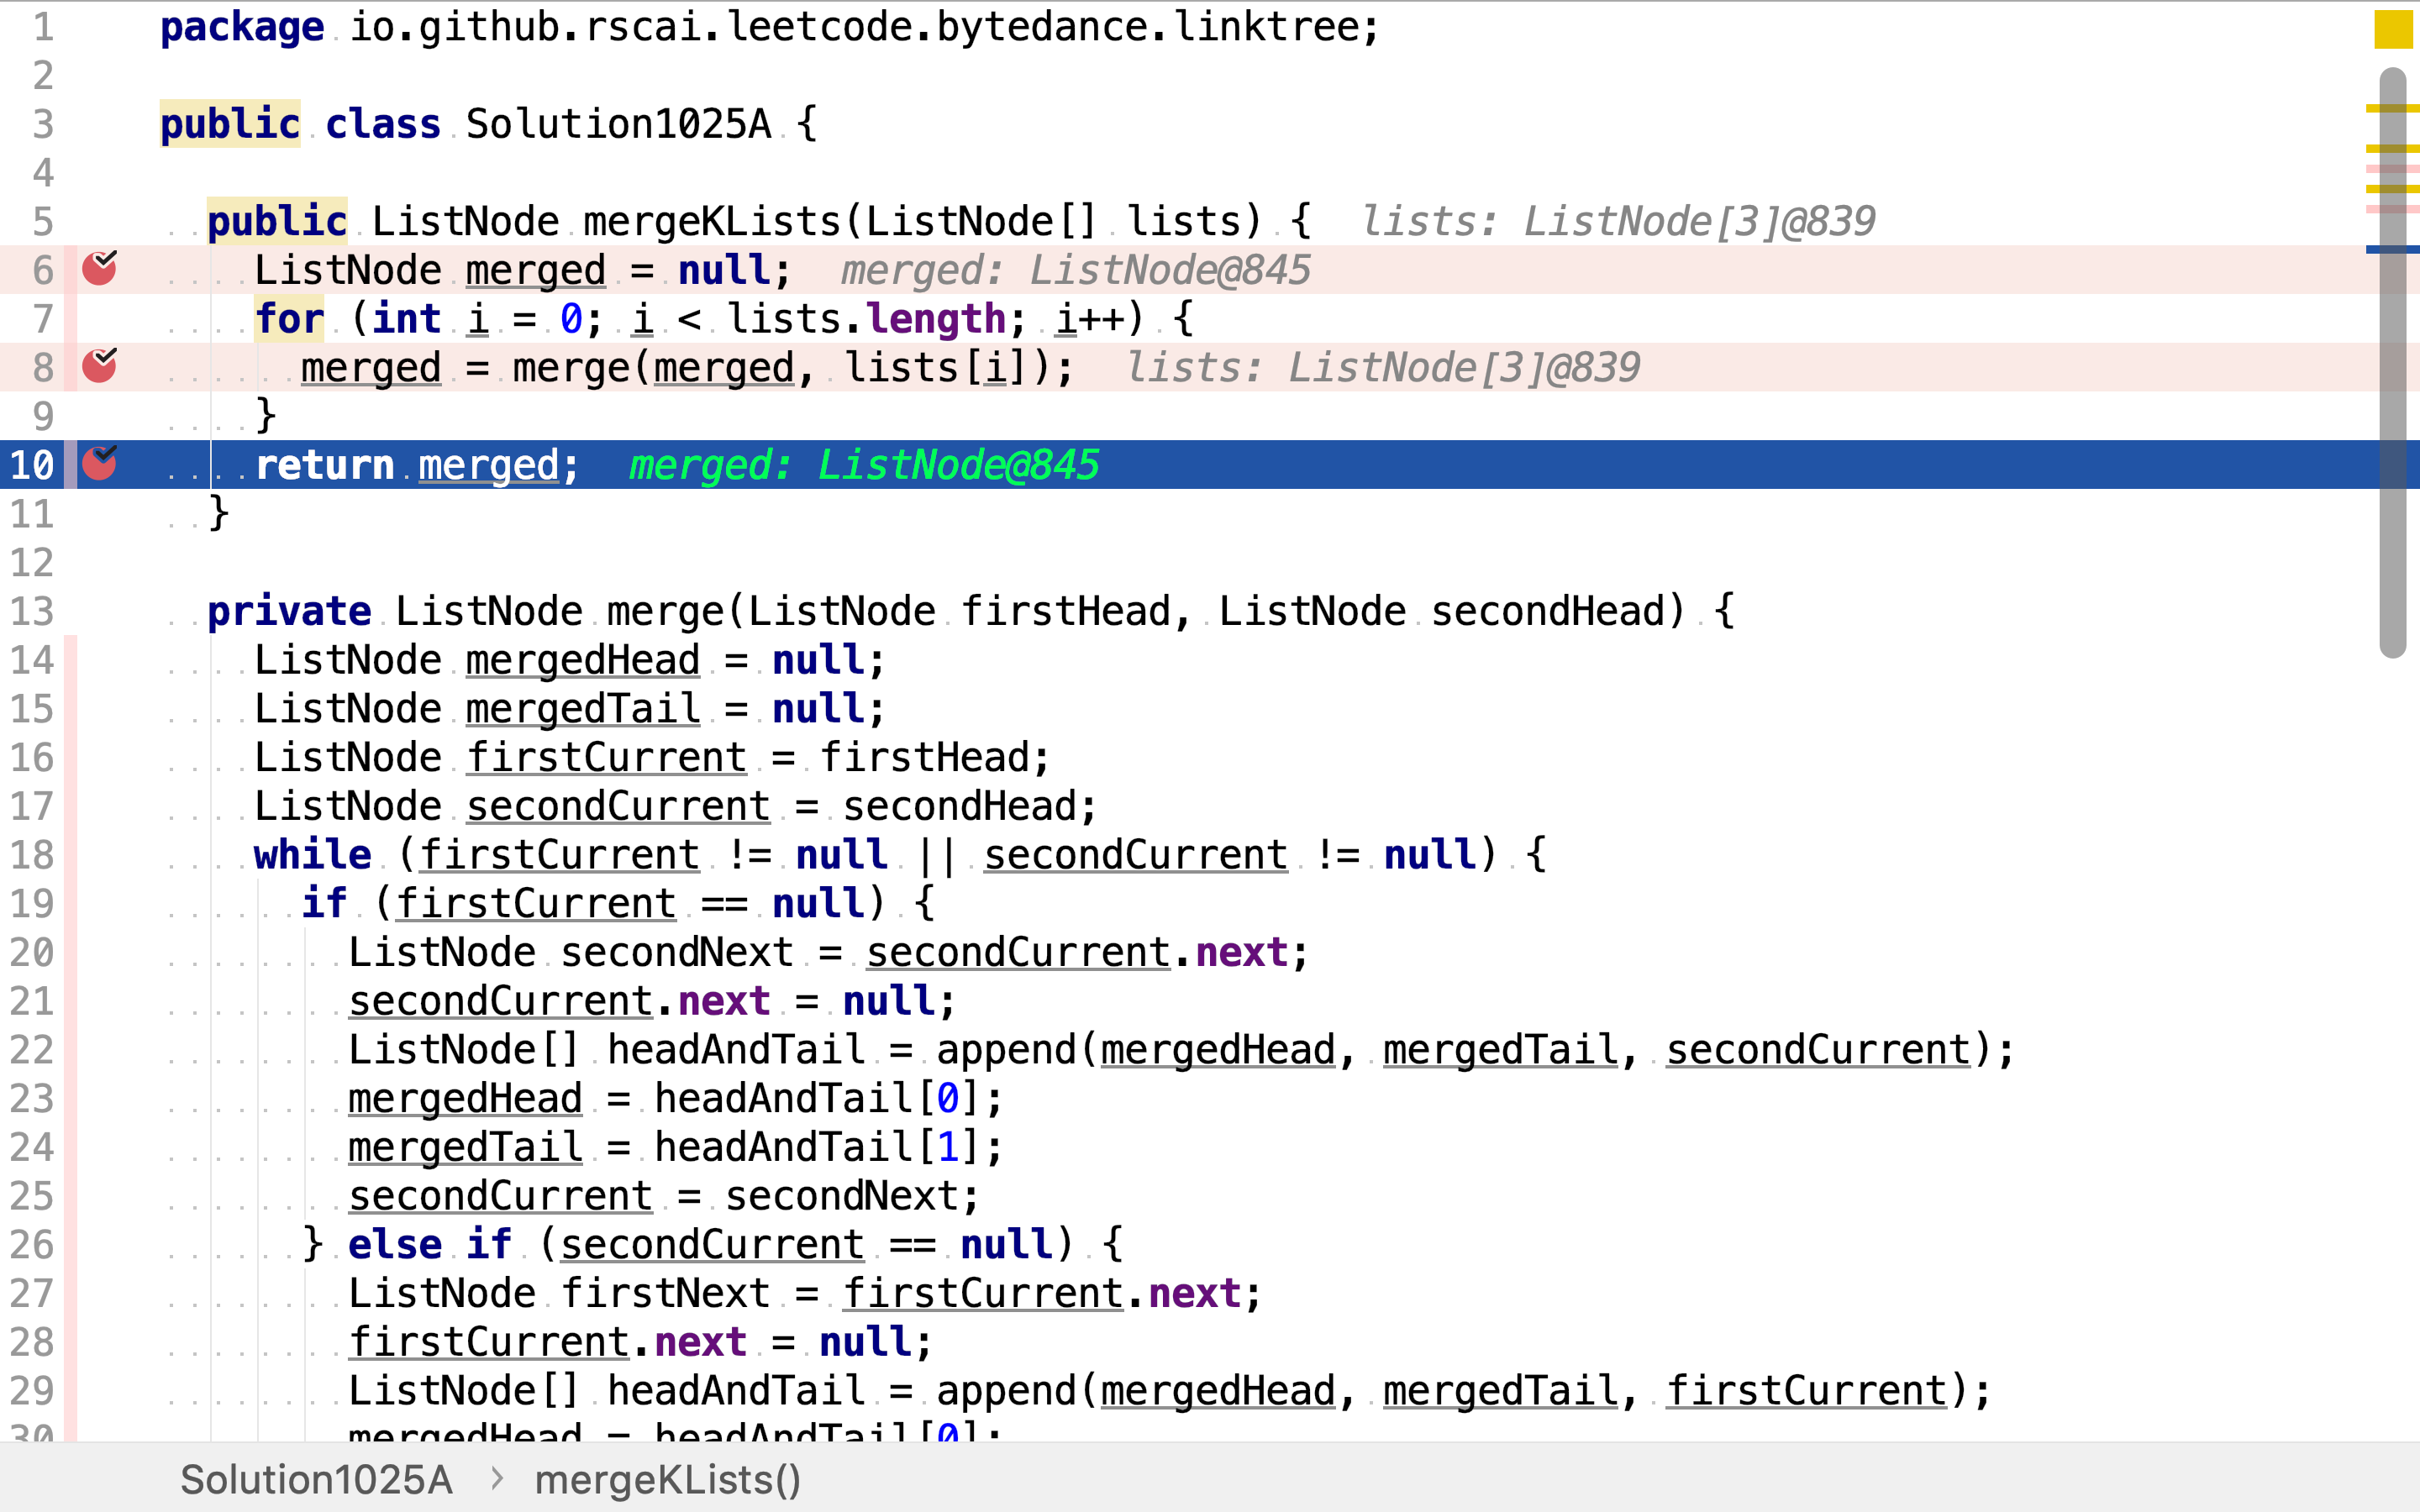 1 package io.github.rscai.leetcode.bytedance.linktree;
2
3 public class Solution1025A {
4
5 public ListNode mergeKLists(ListNode[] lists) { lists: ListNode[3]@839
6 ListNode merged = null; merged: ListNode@845
7 for (int i = 0; i < lists.length; i++) {
8 merged = merge(merged, lists[i]); lists: ListNode[3]@839
9 }
10 return merged; merged: ListNode@845
11 }
12
13 private ListNode merge(ListNode firstHead, ListNode secondHead) {
14 ListNode mergedHead = null;
15 ListNode mergedTail = null;
16 ListNode firstCurrent = firstHead;
17 ListNode secondCurrent = secondHead;
18 while (firstCurrent != null || secondCurrent != null) {
19 if (firstCurrent == null) {
20 ListNode secondNext = secondCurrent.next;
21 secondCurrent.next = null;
22 ListNode[] headAndTail = append(mergedHead, mergedTail, secondCurrent);
23 mergedHead = headAndTail[0];
24 mergedTail = headAndTail[1];
25 secondCurrent = secondNext;
26 } else if (secondCurrent == null) {
27 ListNode firstNext = firstCurrent.next;
28 firstCurrent.next = null;
29 ListNode[] headAndTail = append(mergedHead, mergedTail, firstCurrent);
30 mergedHead = headAndTail[0];
Solution1025A > mergeKLists()